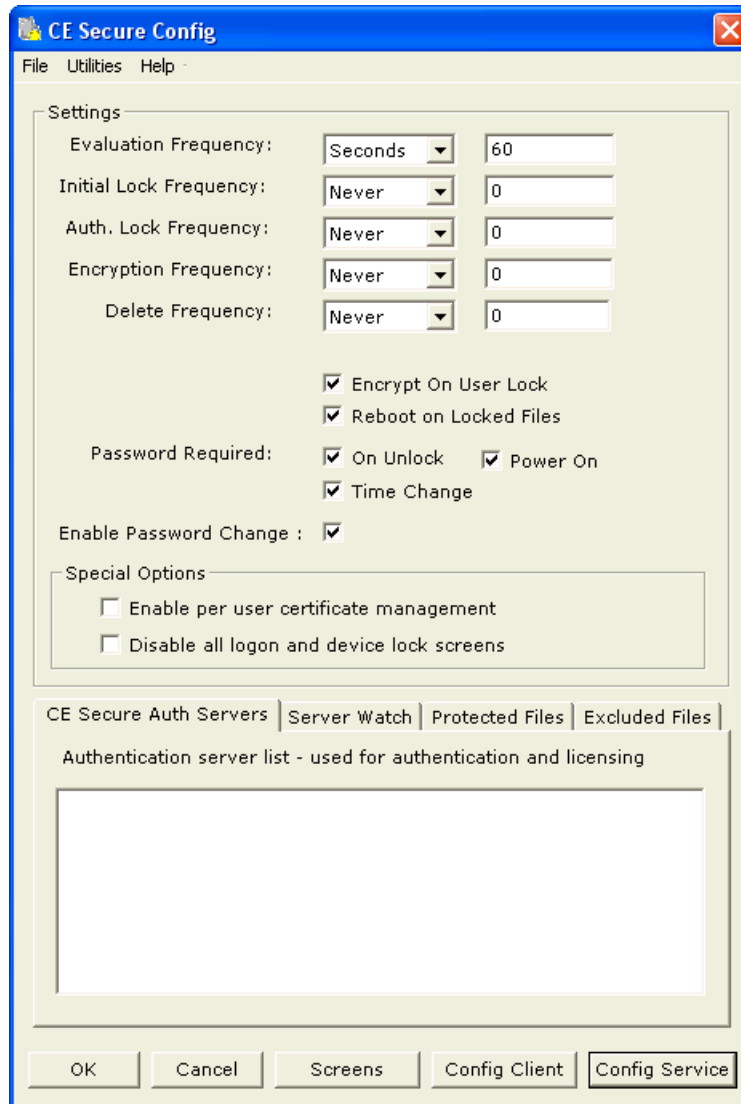 CE Secure Config
File Utilities Help
Settings
Evaluation Frequency: Seconds 60
Initial Lock Frequency: Never 0
Auth. Lock Frequency: Never 0
Encryption Frequency: Never 0
Delete Frequency: Never 0
Encrypt On User Lock
Reboot on Locked Files
Password Required: On Unlock Power On
Time Change
Enable Password Change :
Special Options
Enable per user certificate management
Disable all logon and device lock screens
CE Secure Auth Servers Server Watch Protected Files Excluded Files
Authentication server list - used for authentication and licensing
OK Cancel Screens Config Client Config Service